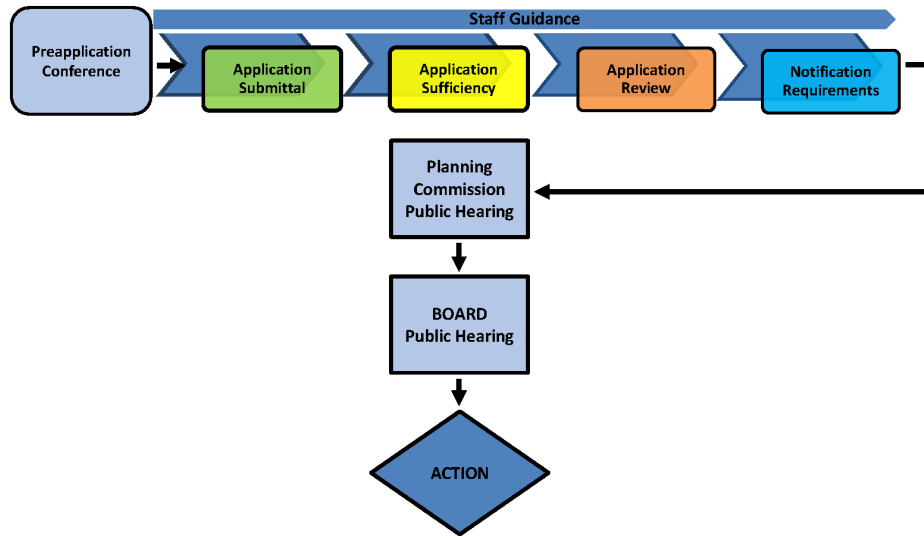 Staff Guidance
Preapplication
Conference
Application
Submittal
Application
Sufficiency
Application
Review
Notification
Requirements
Planning
Commission
Public Hearing
BOARD
Public Hearing
ACTION